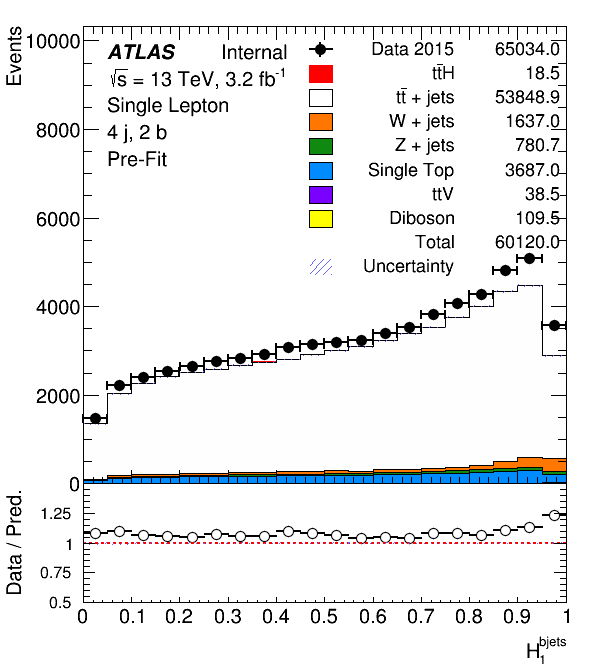 Events
10000
8000
6000
4000
2000
0
ATLAS Internal
√s = 13 TeV, 3.2 fb⁻¹
Single Lepton
4 j, 2 b
Pre-Fit
Data 2015 65034.0
tt̄H 18.5
tt̄ + jets 53848.9
W + jets 1637.0
Z + jets 780.7
Single Top 3687.0
ttV 38.5
Diboson 109.5
Total 60120.0
Uncertainty
Data / Pred.
1.25
1
0.75
0.5
0 0.1 0.2 0.3 0.4 0.5 0.6 0.7 0.8 0.9 1
H₁ᵇʲᵉᵗˢ